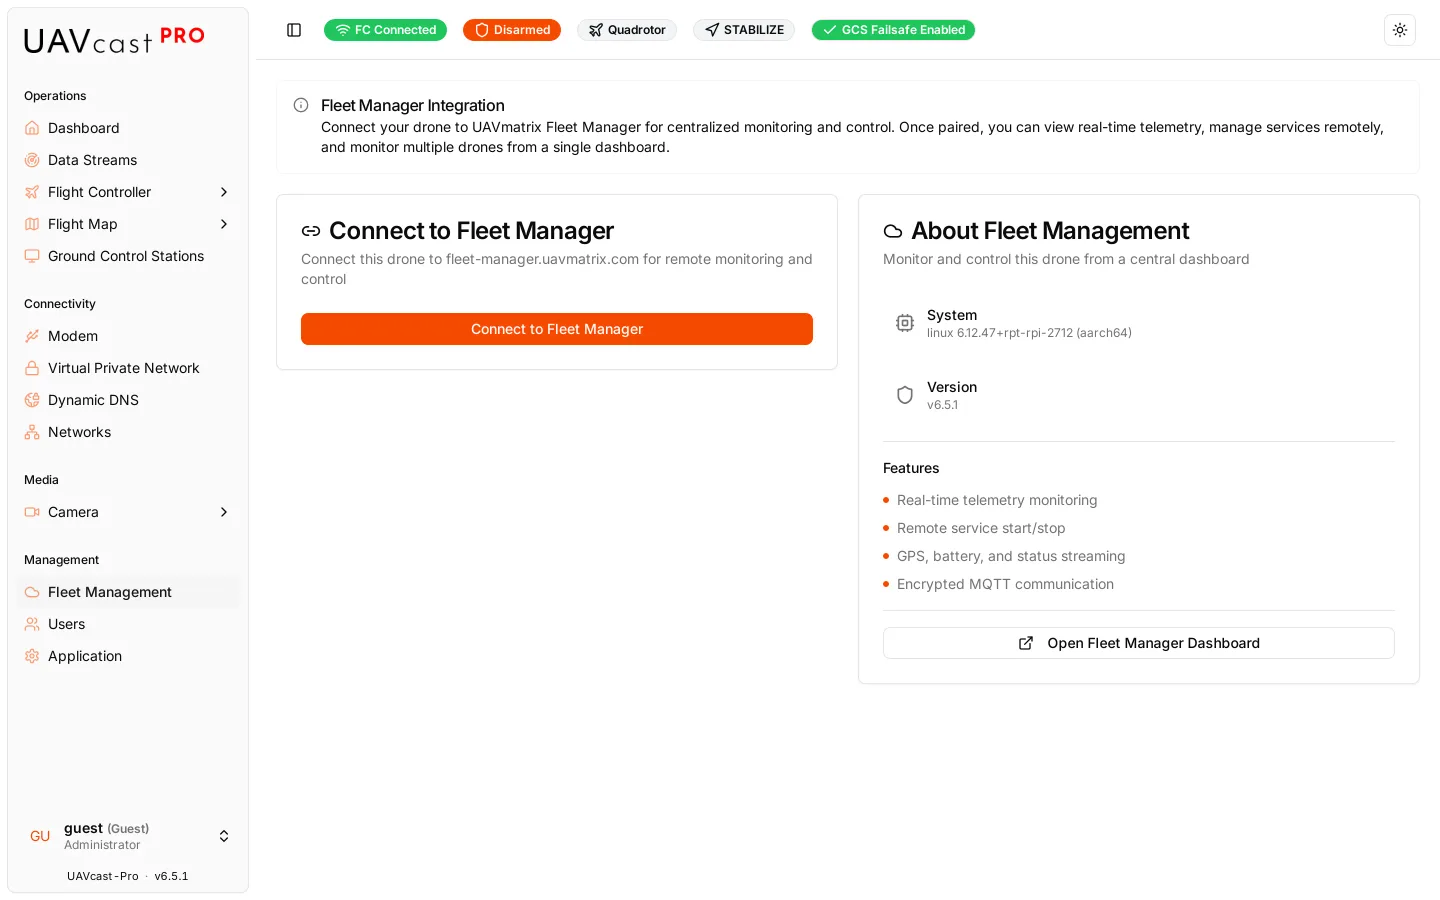 UAVcast PRO
Operations
Dashboard
Data Streams
Flight Controller
Flight Map
Ground Control Stations
Connectivity
Modem
Virtual Private Network
Dynamic DNS
Networks
Media
Camera
Management
Fleet Management
Users
Application
GU
guest (Guest)
Administrator
UAVcast-Pro · v6.5.1
FC Connected
Disarmed
Quadrotor
STABILIZE
GCS Failsafe Enabled
Fleet Manager Integration
Connect your drone to UAVmatrix Fleet Manager for centralized monitoring and control. Once paired, you can view real-time telemetry, manage services remotely,
and monitor multiple drones from a single dashboard.
Connect to Fleet Manager
Connect this drone to fleet-manager.uavmatrix.com for remote monitoring and
control
Connect to Fleet Manager
About Fleet Management
Monitor and control this drone from a central dashboard
System
linux 6.12.47+rpt-rpi-2712 (aarch64)
Version
v6.5.1
Features
Real-time telemetry monitoring
Remote service start/stop
GPS, battery, and status streaming
Encrypted MQTT communication
Open Fleet Manager Dashboard